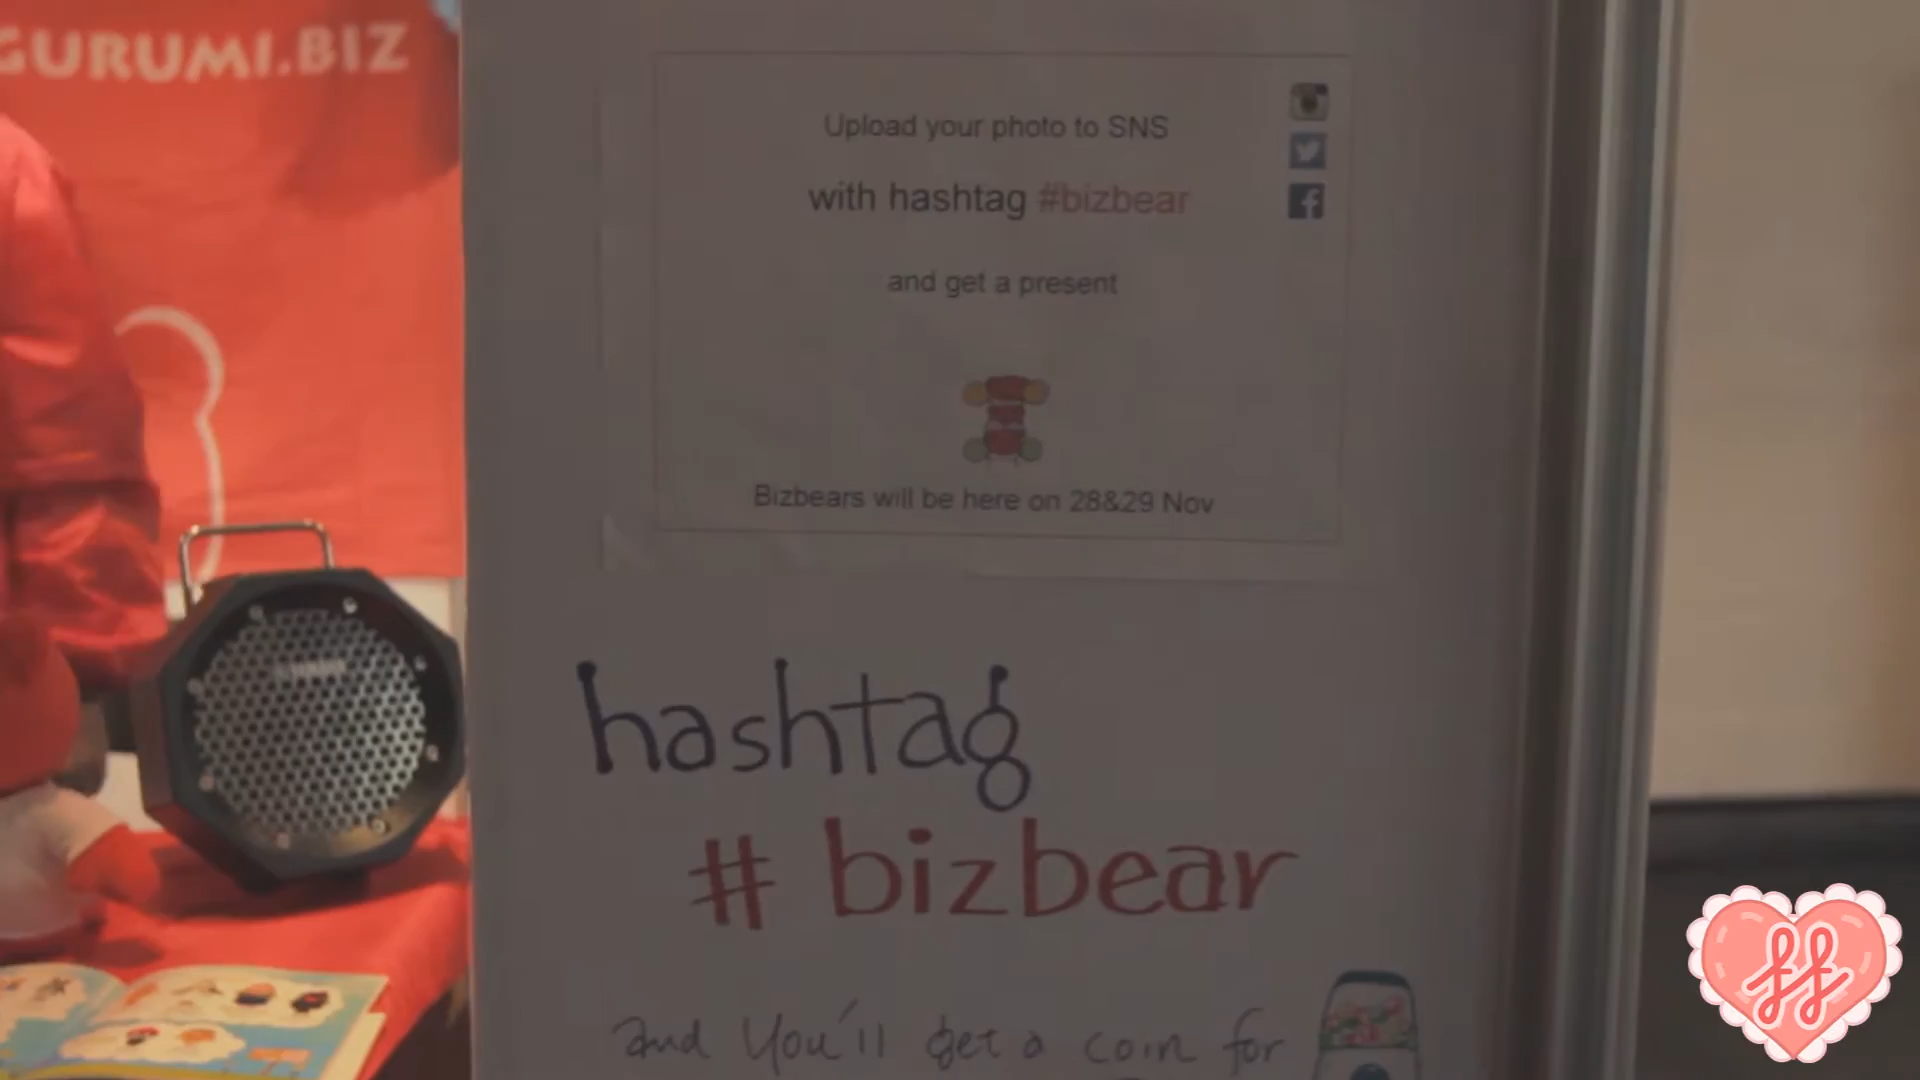 GURUMI.BIZ
Upload your photo to SNS
with hashtag #bizbear
and get a present
Bizbears will be here on 28&29 Nov
hashtag
# bizbear
and You'll get a coin for
ff